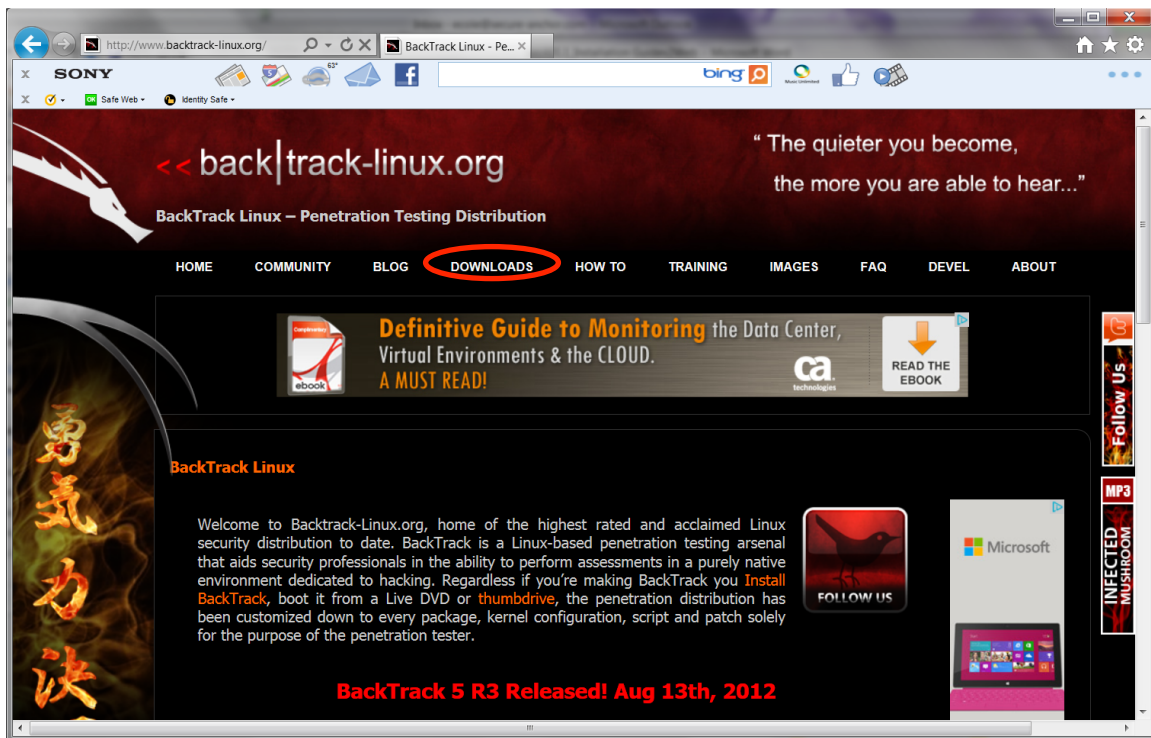 http://www.backtrack-linux.org/
BackTrack Linux - Pe...
SONY
63°
bing
Music Unlimited
Safe Web
Identity Safe
<< back|track-linux.org
“ The quieter you become,
the more you are able to hear...”
BackTrack Linux – Penetration Testing Distribution
HOME COMMUNITY BLOG DOWNLOADS HOW TO TRAINING IMAGES FAQ DEVEL ABOUT
Complimentary
ebook
Definitive Guide to Monitoring the Data Center,
Virtual Environments & the CLOUD.
A MUST READ!
ca
technologies
READ THE
EBOOK
Follow Us
勇
気
力
決
BackTrack Linux
MP3
INFECTED
MUSHROOM
Welcome to Backtrack-Linux.org, home of the highest rated and acclaimed Linux
security distribution to date. BackTrack is a Linux-based penetration testing arsenal
that aids security professionals in the ability to perform assessments in a purely native
environment dedicated to hacking. Regardless if you’re making BackTrack you Install
BackTrack, boot it from a Live DVD or thumbdrive, the penetration distribution has
been customized down to every package, kernel configuration, script and patch solely
for the purpose of the penetration tester.
FOLLOW US
Microsoft
BackTrack 5 R3 Released! Aug 13th, 2012